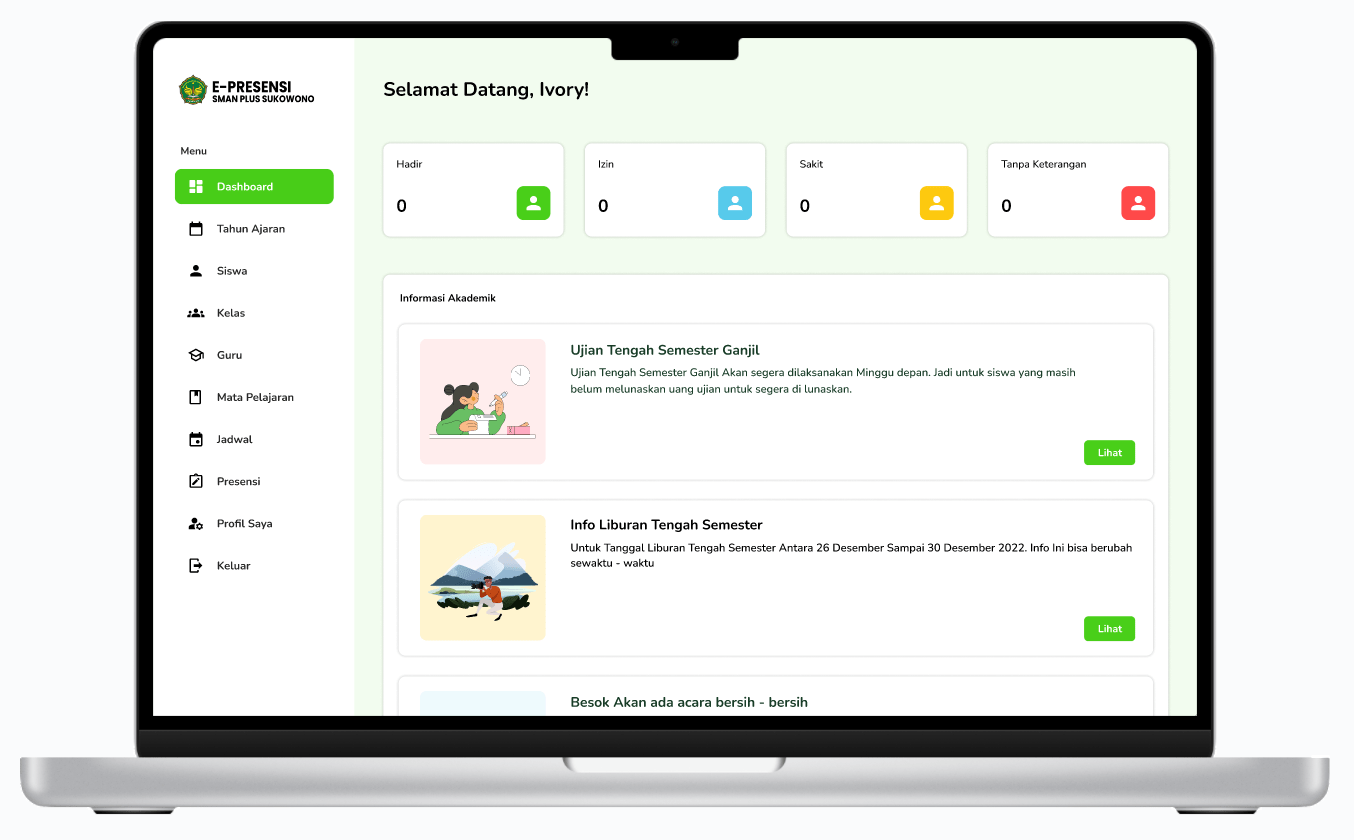 E-PRESENSI
SMAN PLUS SUKOWONO
Menu
Dashboard
Tahun Ajaran
Siswa
Kelas
Guru
Mata Pelajaran
Jadwal
Presensi
Profil Saya
Keluar
Selamat Datang, Ivory!
Hadir
0
Izin
0
Sakit
0
Tanpa Keterangan
0
Informasi Akademik
Ujian Tengah Semester Ganjil
Ujian Tengah Semester Ganjil Akan segera dilaksanakan Minggu depan. Jadi untuk siswa yang masih
belum melunaskan uang ujian untuk segera di lunaskan.
Lihat
Info Liburan Tengah Semester
Untuk Tanggal Liburan Tengah Semester Antara 26 Desember Sampai 30 Desember 2022. Info Ini bisa berubah
sewaktu - waktu
Lihat
Besok Akan ada acara bersih - bersih